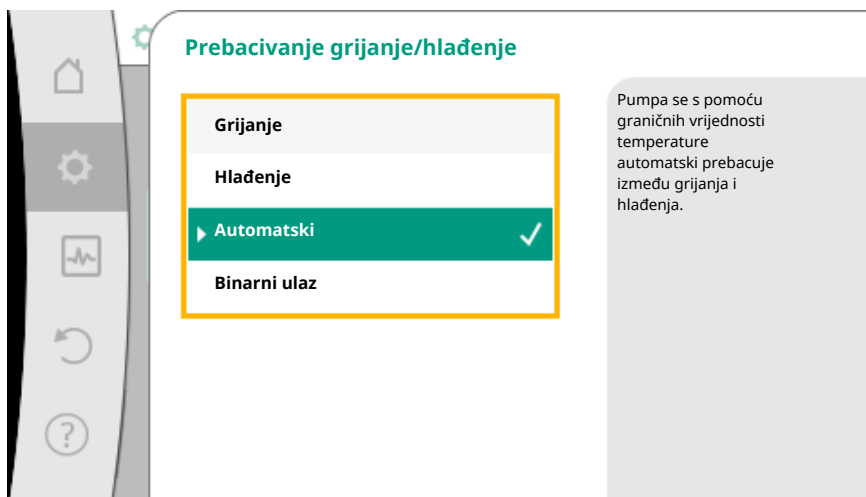 Prebacivanje grijanje/hlađenje
Grijanje
Hlađenje
Automatski
Binarni ulaz
Pumpa se s pomoću
graničnih vrijednosti
temperature
automatski prebacuje
između grijanja i
hlađenja.
?